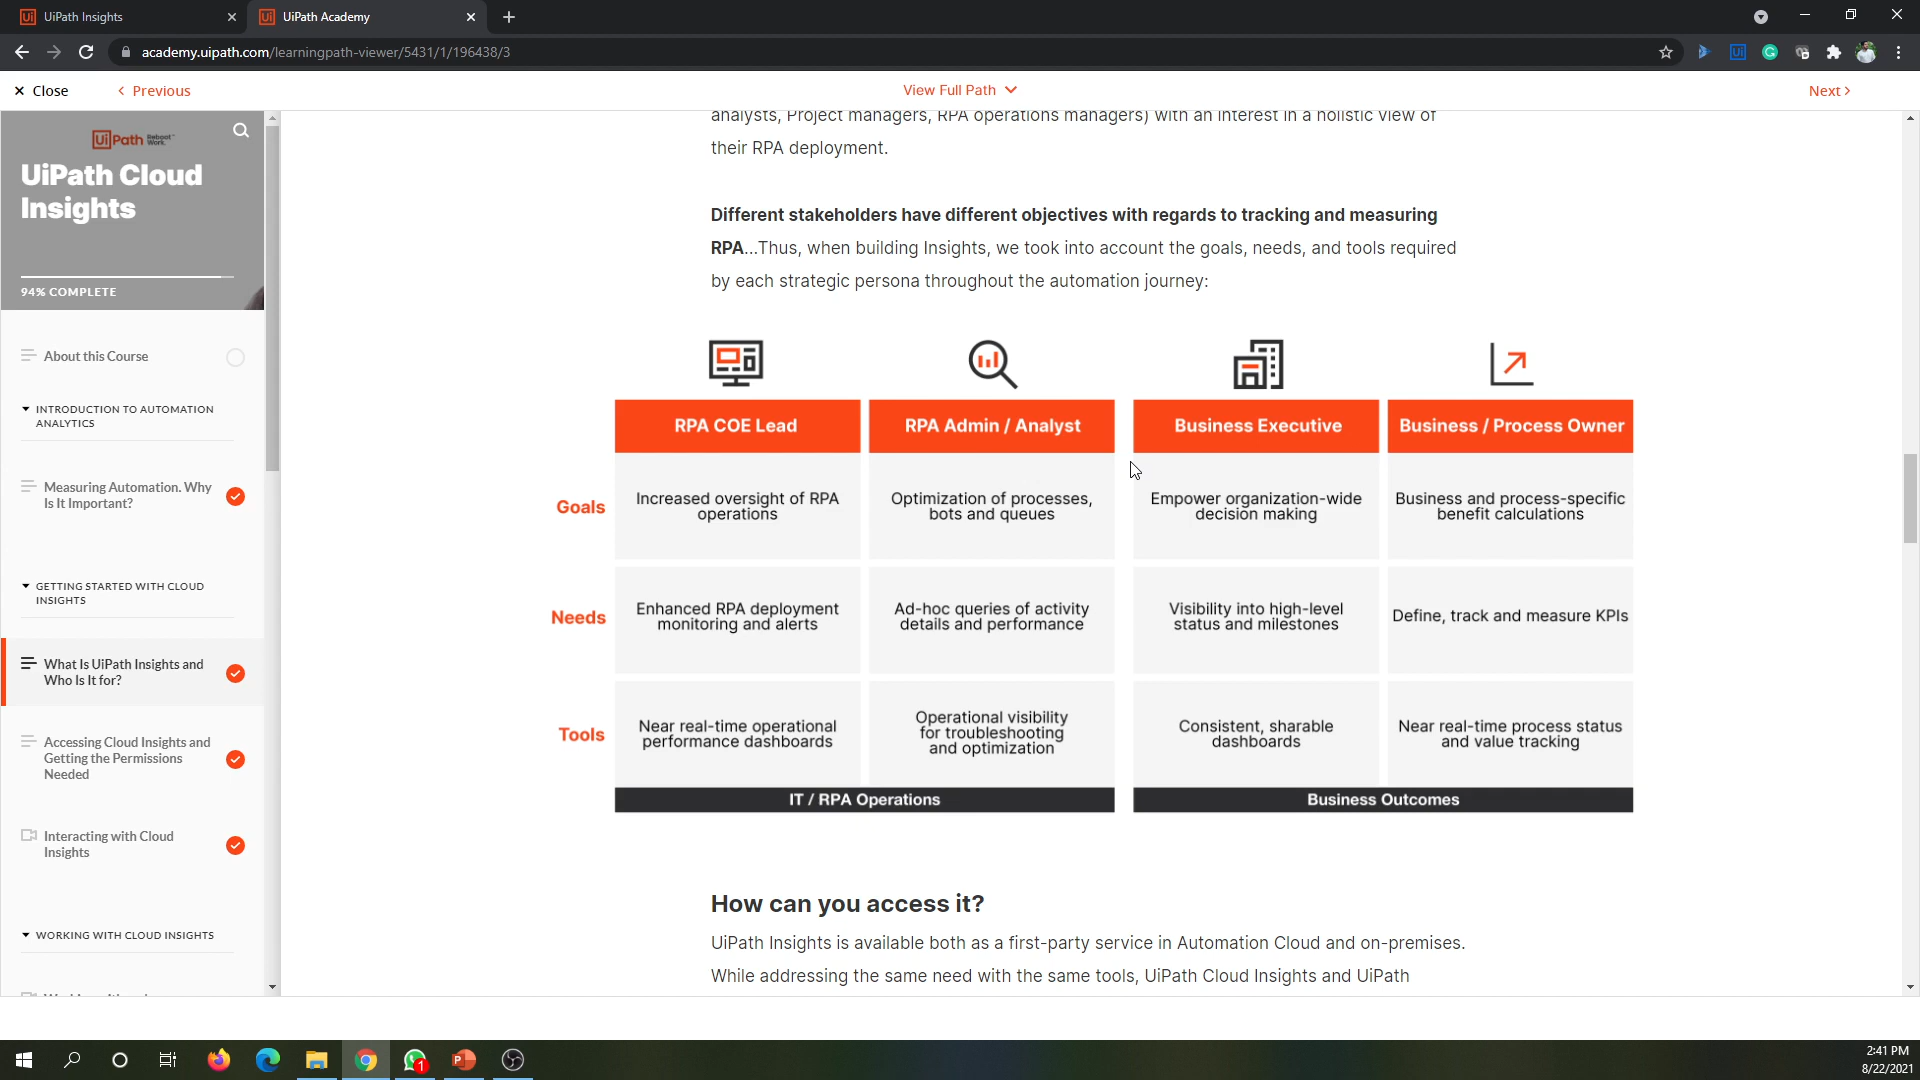 UiPath Insights
UiPath Academy
academy.uipath.com/learningpath-viewer/5431/1/196438/3
Close
Previous
View Full Path
Next
UiPath Reboot Work.
UiPath Cloud
Insights
94% COMPLETE
About this Course
INTRODUCTION TO AUTOMATION
ANALYTICS
Measuring Automation. Why
Is It Important?
GETTING STARTED WITH CLOUD
INSIGHTS
What Is UiPath Insights and
Who Is It for?
Accessing Cloud Insights and
Getting the Permissions
Needed
Interacting with Cloud
Insights
WORKING WITH CLOUD INSIGHTS
analysts, Project managers, RPA operations managers) with an interest in a holistic view of
their RPA deployment.
Different stakeholders have different objectives with regards to tracking and measuring
RPA...Thus, when building Insights, we took into account the goals, needs, and tools required
by each strategic persona throughout the automation journey:
RPA COE Lead
RPA Admin / Analyst
Business Executive
Business / Process Owner
Goals
Increased oversight of RPA
operations
Optimization of processes,
bots and queues
Empower organization-wide
decision making
Business and process-specific
benefit calculations
Needs
Enhanced RPA deployment
monitoring and alerts
Ad-hoc queries of activity
details and performance
Visibility into high-level
status and milestones
Define, track and measure KPIs
Tools
Near real-time operational
performance dashboards
Operational visibility
for troubleshooting
and optimization
Consistent, sharable
dashboards
Near real-time process status
and value tracking
IT / RPA Operations
Business Outcomes
How can you access it?
UiPath Insights is available both as a first-party service in Automation Cloud and on-premises.
While addressing the same need with the same tools, UiPath Cloud Insights and UiPath
1
2:41 PM
8/22/2021